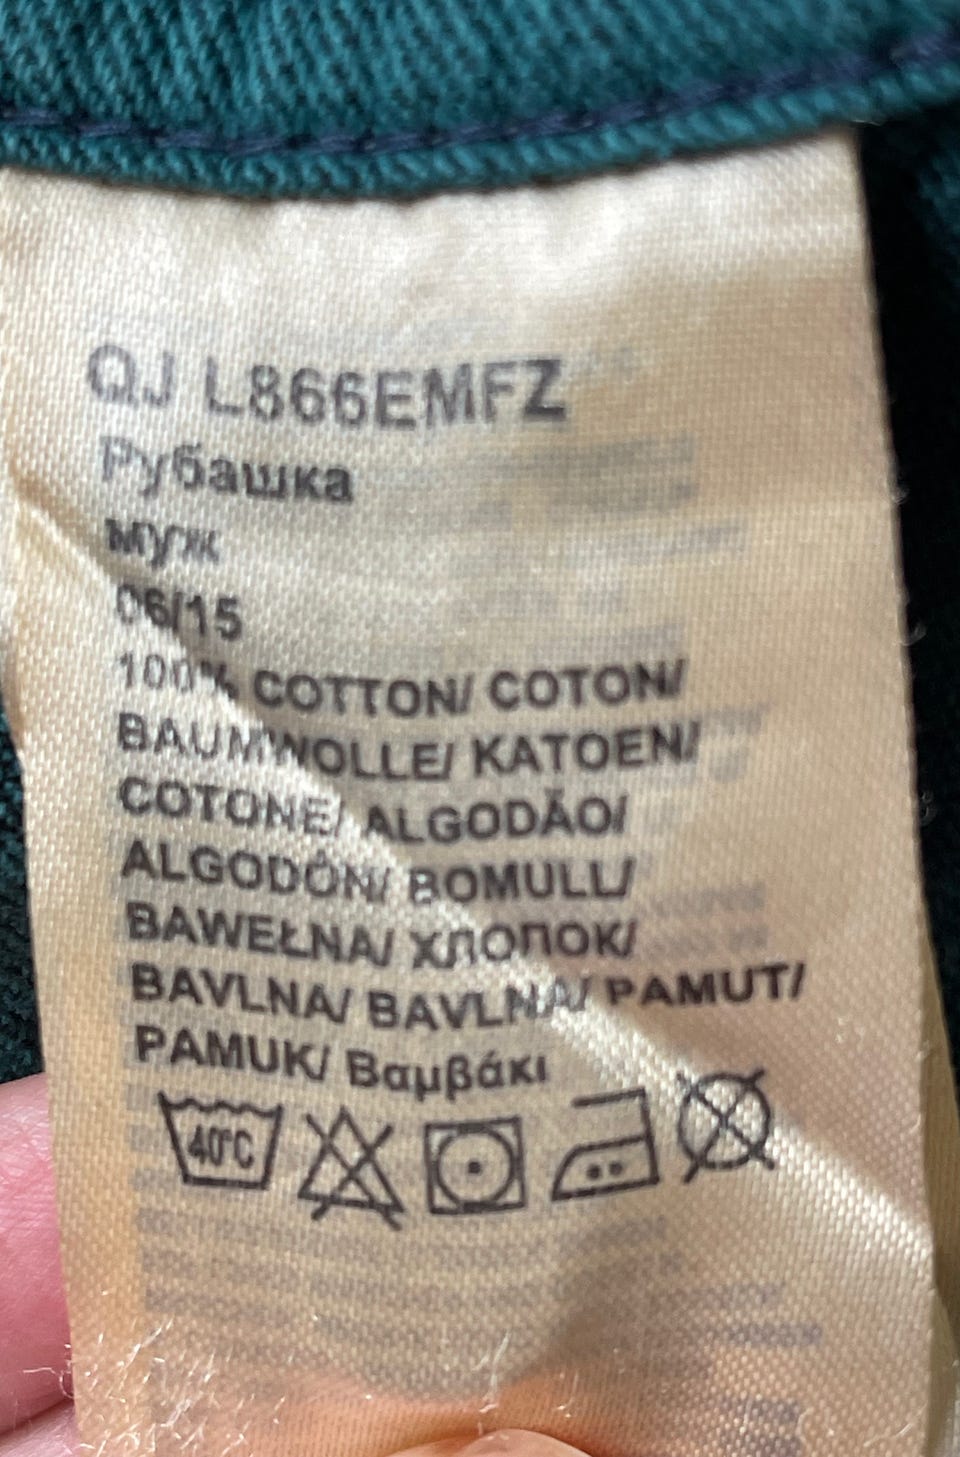 QJ L866EMFZ
Рубашка
муж
06/15
100% COTTON/ COTON/
BAUMWOLLE/ KATOEN/
COTONE/ ALGODÃO/
ALGODÓN/ BOMULL/
BAWEŁNA/ ХЛОПОК/
BAVLNA/ BAVLNA/ PAMUT/
PAMUK/ Βαμβάκι
40°C